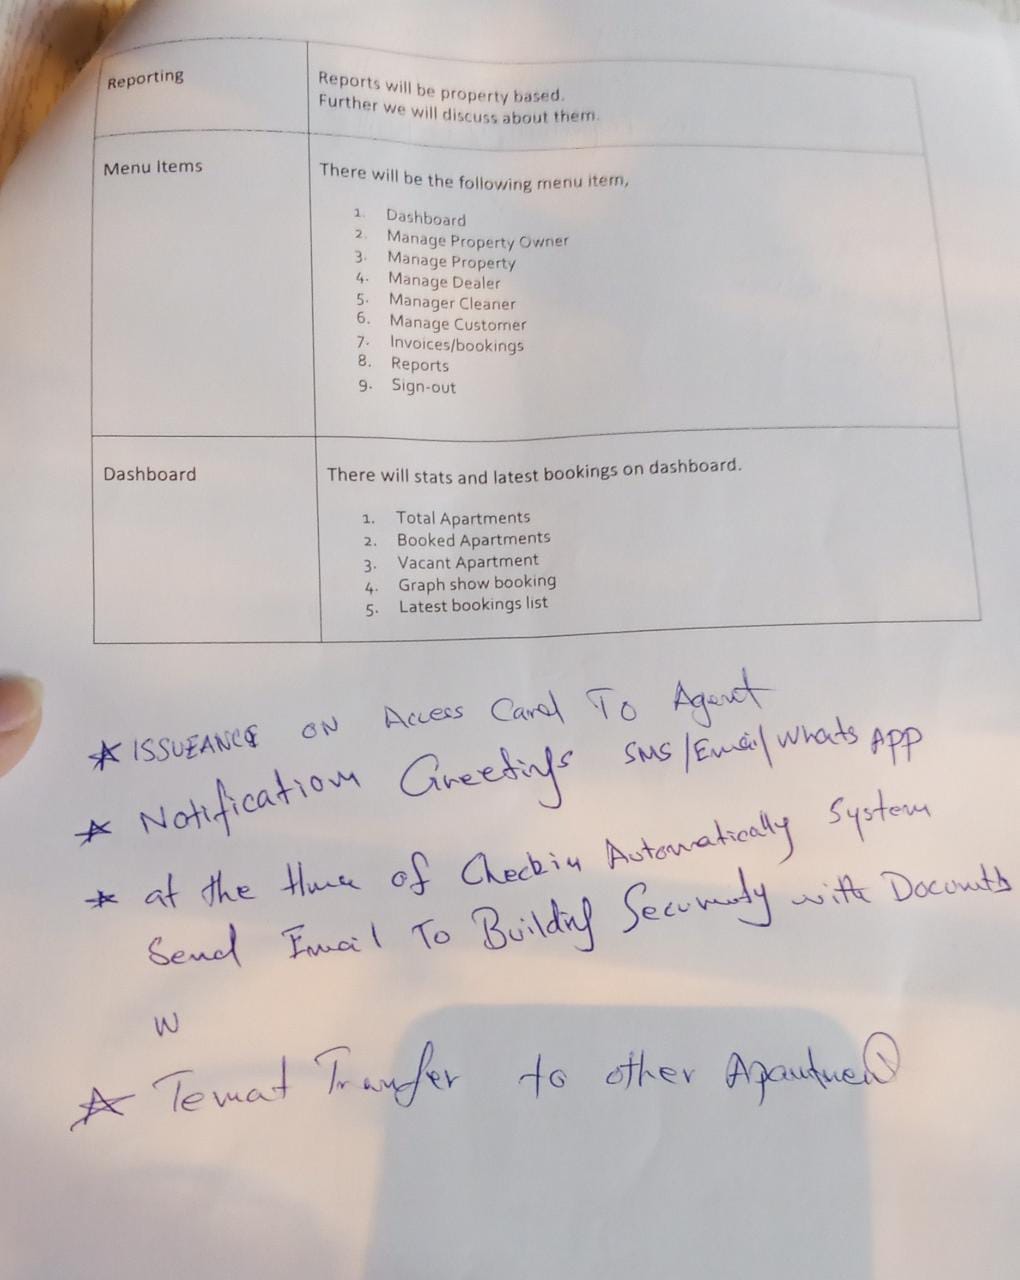 Reporting
Reports will be property based.
Further we will discuss about them.
Menu Items
There will be the following menu item,
1. Dashboard
2. Manage Property Owner
3. Manage Property
4. Manage Dealer
5. Manager Cleaner
6. Manage Customer
7. Invoices/bookings
8. Reports
9. Sign-out
Dashboard
There will stats and latest bookings on dashboard.
1. Total Apartments
2. Booked Apartments
3. Vacant Apartment
4. Graph show booking
5. Latest bookings list
* ISSUEANCE ON Access Card To Agent
* Notification Greetings SMS/Email/Whats App
* at the time of Checkin Automatically System
Send Email To Building Security with Documts
W
* Tenat Transfer to other Apartment